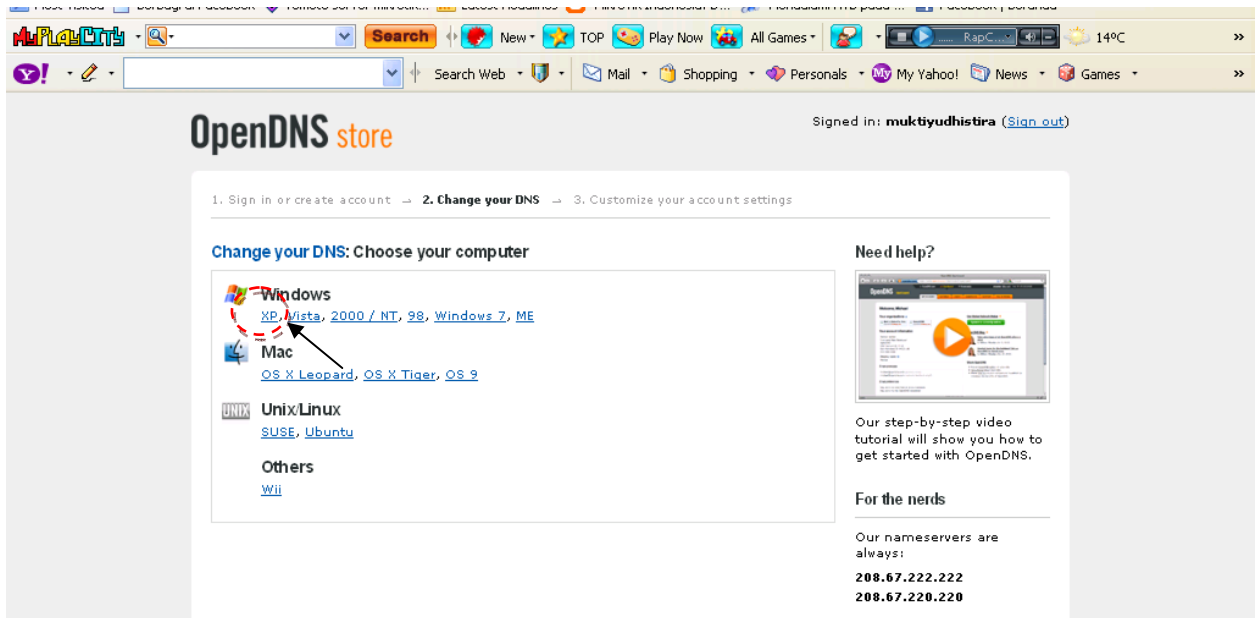 MyPlayCity Search New TOP Play Now All Games ..... RapC... 14°C »
Y! Search Web Mail Shopping Personals My My Yahoo! News Games »
OpenDNS store
Signed in: muktiyudhistira (Sign out)
1. Sign in or create account → 2. Change your DNS → 3. Customize your account settings
Change your DNS: Choose your computer
Windows
XP, Vista, 2000 / NT, 98, Windows 7, ME
Mac
OS X Leopard, OS X Tiger, OS 9
UNIX Unix/Linux
SUSE, Ubuntu
Others
Wii
Need help?
Our step-by-step video
tutorial will show you how to
get started with OpenDNS.
For the nerds
Our nameservers are
always:
208.67.222.222
208.67.220.220